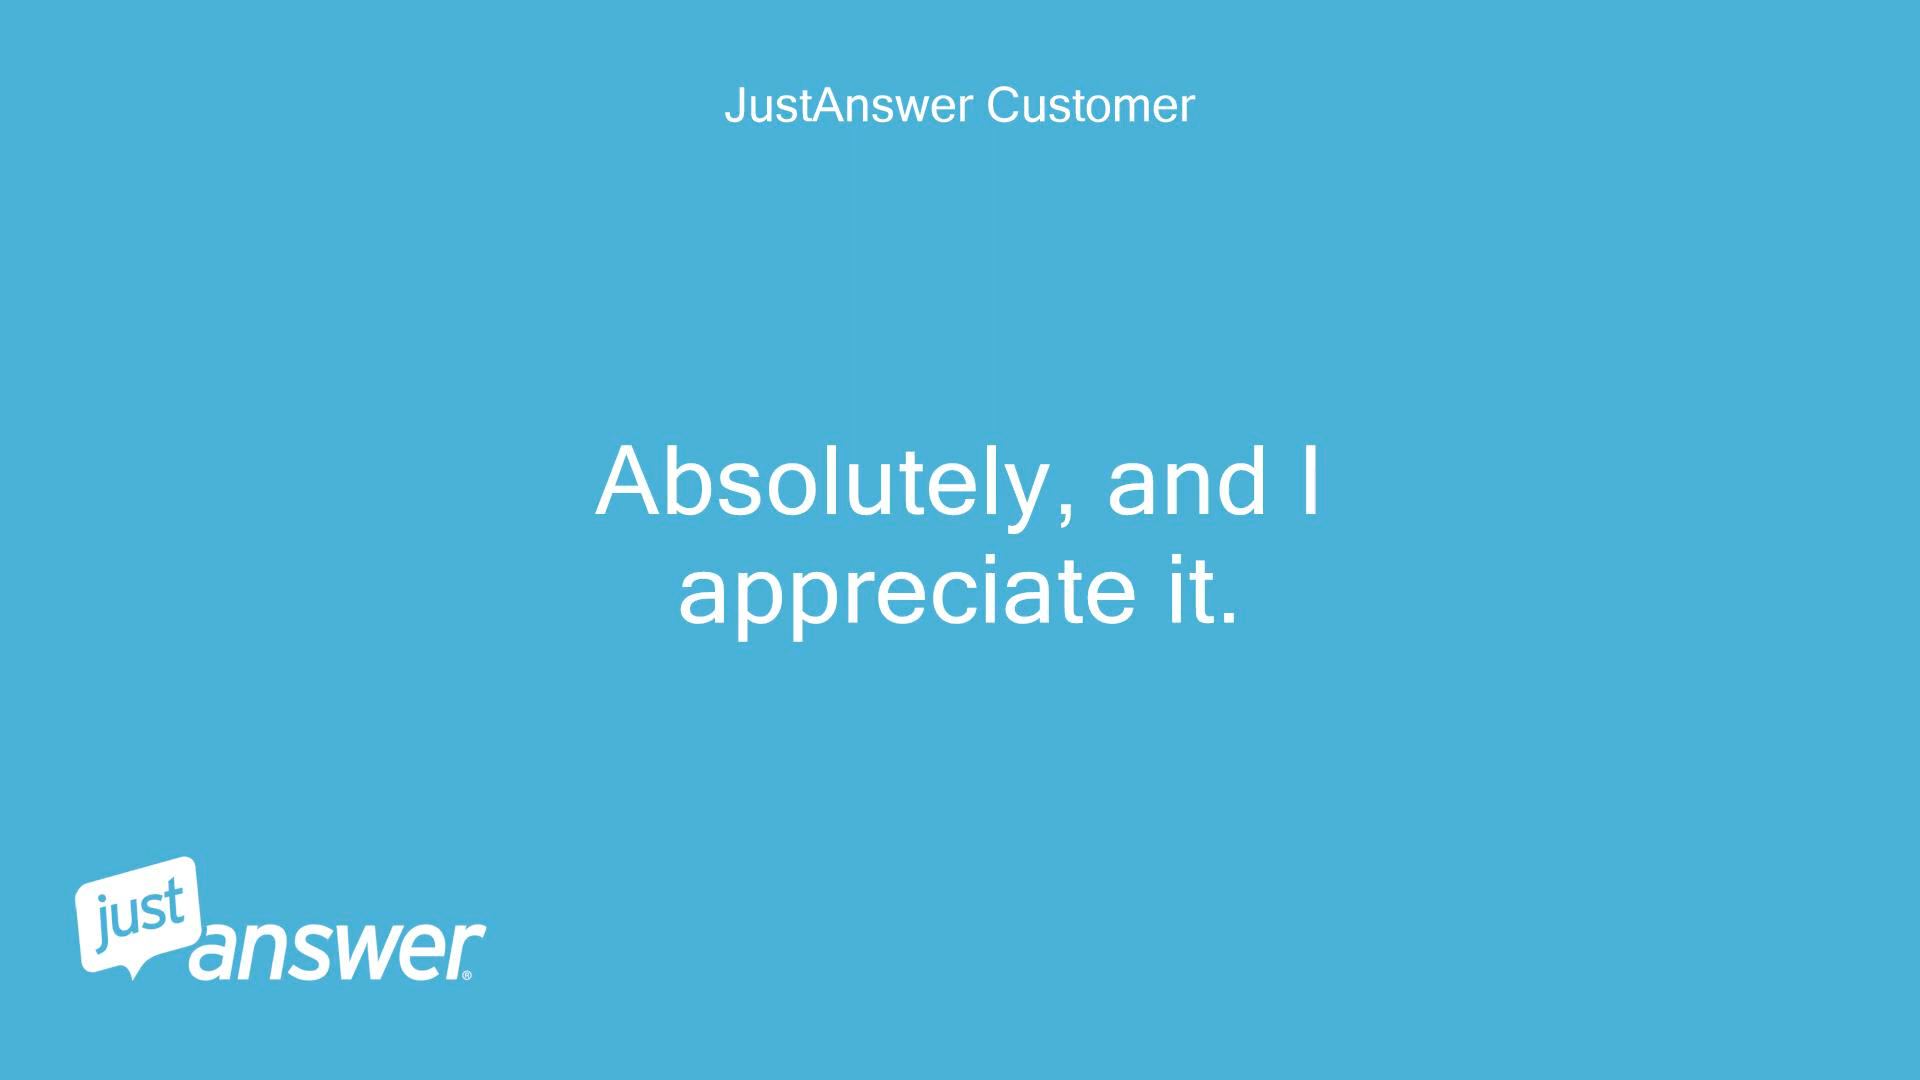 JustAnswer Customer
Absolutely, and I
appreciate it.
just
answer®